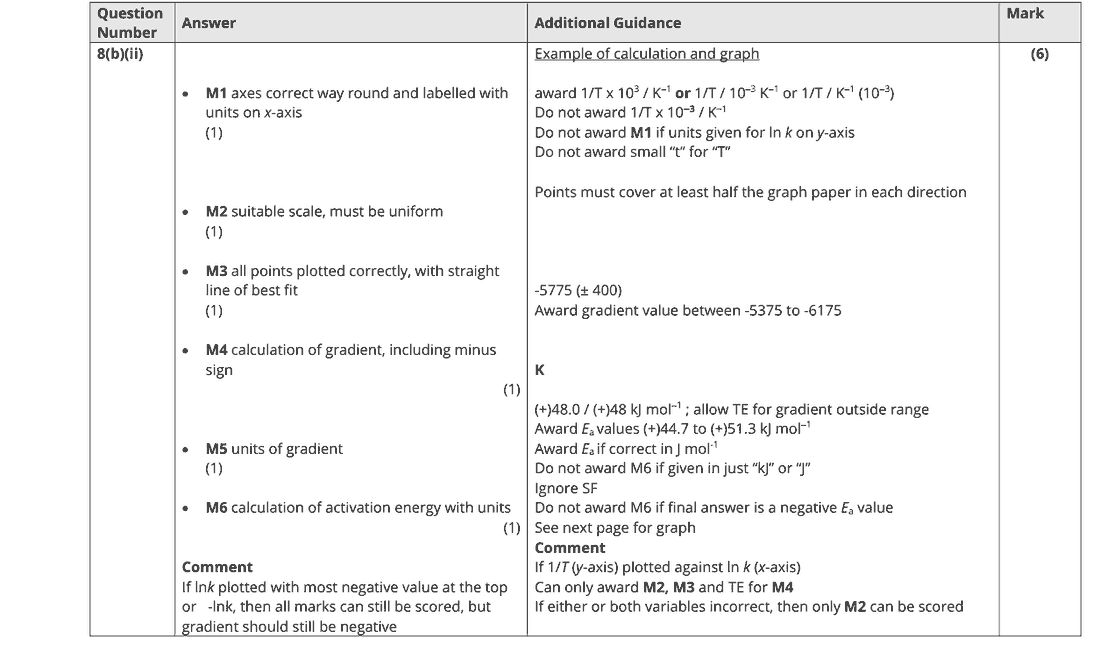 Question Number
Answer
Additional Guidance
Mark
8(b)(ii)
• M1 axes correct way round and labelled with
units on x-axis
(1)
• M2 suitable scale, must be uniform
(1)
• M3 all points plotted correctly, with straight
line of best fit
(1)
• M4 calculation of gradient, including minus
sign
(1)
• M5 units of gradient
(1)
• M6 calculation of activation energy with units
(1)
Comment
If lnk plotted with most negative value at the top
or -lnk, then all marks can still be scored, but
gradient should still be negative
Example of calculation and graph
award 1/T x 10³ / K⁻¹ or 1/T / 10⁻³ K⁻¹ or 1/T / K⁻¹ (10⁻³)
Do not award 1/T x 10⁻³ / K⁻¹
Do not award M1 if units given for ln k on y-axis
Do not award small “t” for “T”
Points must cover at least half the graph paper in each direction
-5775 (± 400)
Award gradient value between -5375 to -6175
K
(+)48.0 / (+)48 kJ mol⁻¹ ; allow TE for gradient outside range
Award Eₐ values (+)44.7 to (+)51.3 kJ mol⁻¹
Award Eₐ if correct in J mol⁻¹
Do not award M6 if given in just “kJ” or “J”
Ignore SF
Do not award M6 if final answer is a negative Eₐ value
See next page for graph
Comment
If 1/T (y-axis) plotted against ln k (x-axis)
Can only award M2, M3 and TE for M4
If either or both variables incorrect, then only M2 can be scored
(6)